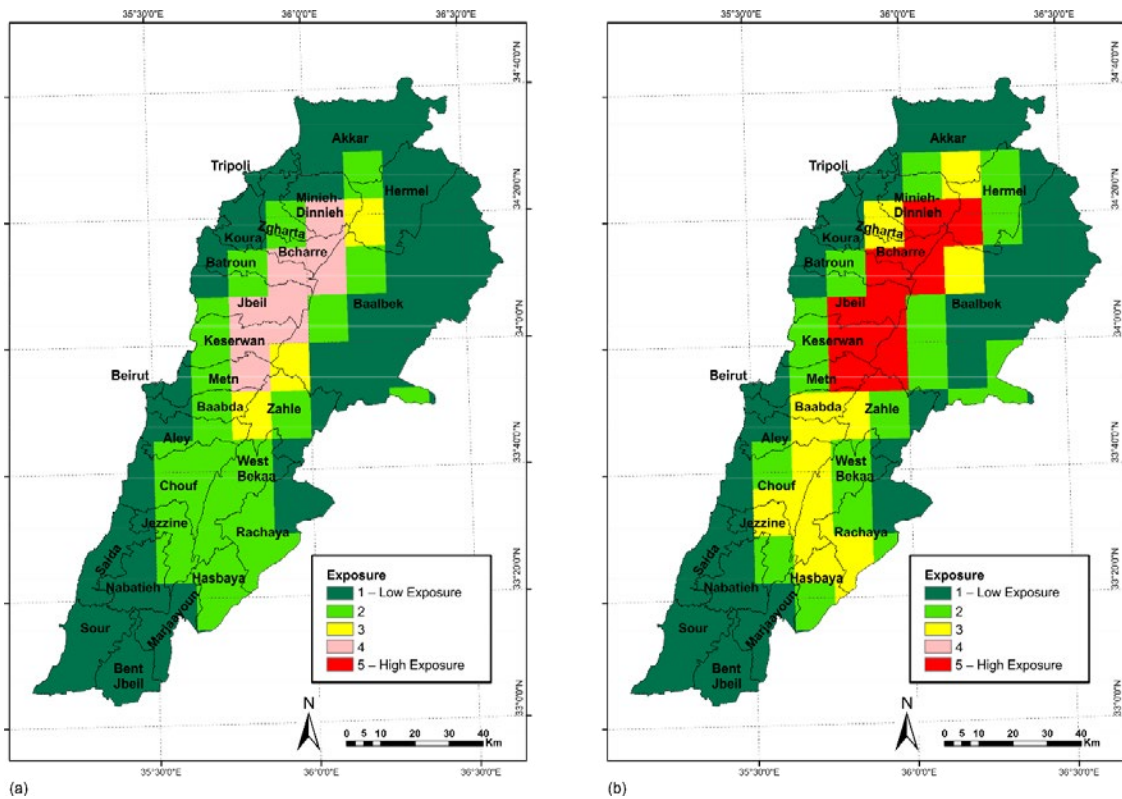 35°30'0"E 36°0'0"E 36°30'0"E
34°40'0"N
34°20'0"N
34°0'0"N
33°40'0"N
33°20'0"N
33°0'0"N
Akkar
Tripoli
Hermel
Minieh-
Dinnieh
Zgharta
Koura
Bcharre
Batroun
Jbeil
Baalbek
Keserwan
Beirut
Metn
Baabda
Zahle
Aley
West
Bekaa
Chouf
Jezzine
Rachaya
Saida
Hasbaya
Nabatieh
Marjaayoun
Sour
Bent
Jbeil
Exposure
1 – Low Exposure
2
3
4
5 – High Exposure
N
0 5 10 20 30 40
Km
35°30'0"E 36°0'0"E 36°30'0"E
(a)
35°30'0"E 36°0'0"E 36°30'0"E
34°40'0"N
34°20'0"N
34°0'0"N
33°40'0"N
33°20'0"N
33°0'0"N
Akkar
Tripoli
Hermel
Minieh-
Dinnieh
Zgharta
Koura
Bcharre
Batroun
Jbeil
Baalbek
Keserwan
Beirut
Metn
Baabda
Zahle
Aley
West
Bekaa
Chouf
Jezzine
Rachaya
Saida
Hasbaya
Nabatieh
Marjaayoun
Sour
Bent
Jbeil
Exposure
1 – Low Exposure
2
3
4
5 – High Exposure
N
0 5 10 20 30 40
Km
35°30'0"E 36°0'0"E 36°30'0"E
(b)